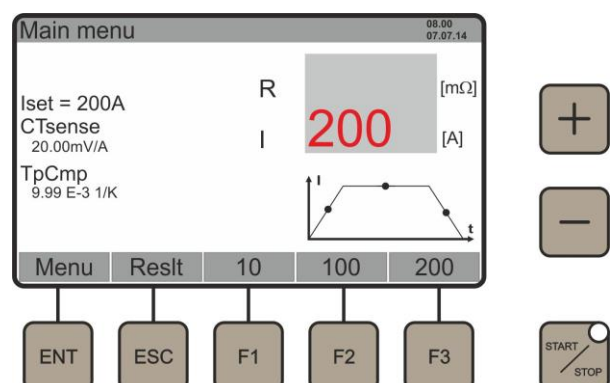 Main menu 08.00
07.07.14
R [mΩ]
Iset = 200A
CTsense I 200 [A]
20.00mV/A
TpCmp
9.99 E-3 1/K
I
t
Menu Reslt 10 100 200
+
−
ENT ESC F1 F2 F3
START
STOP